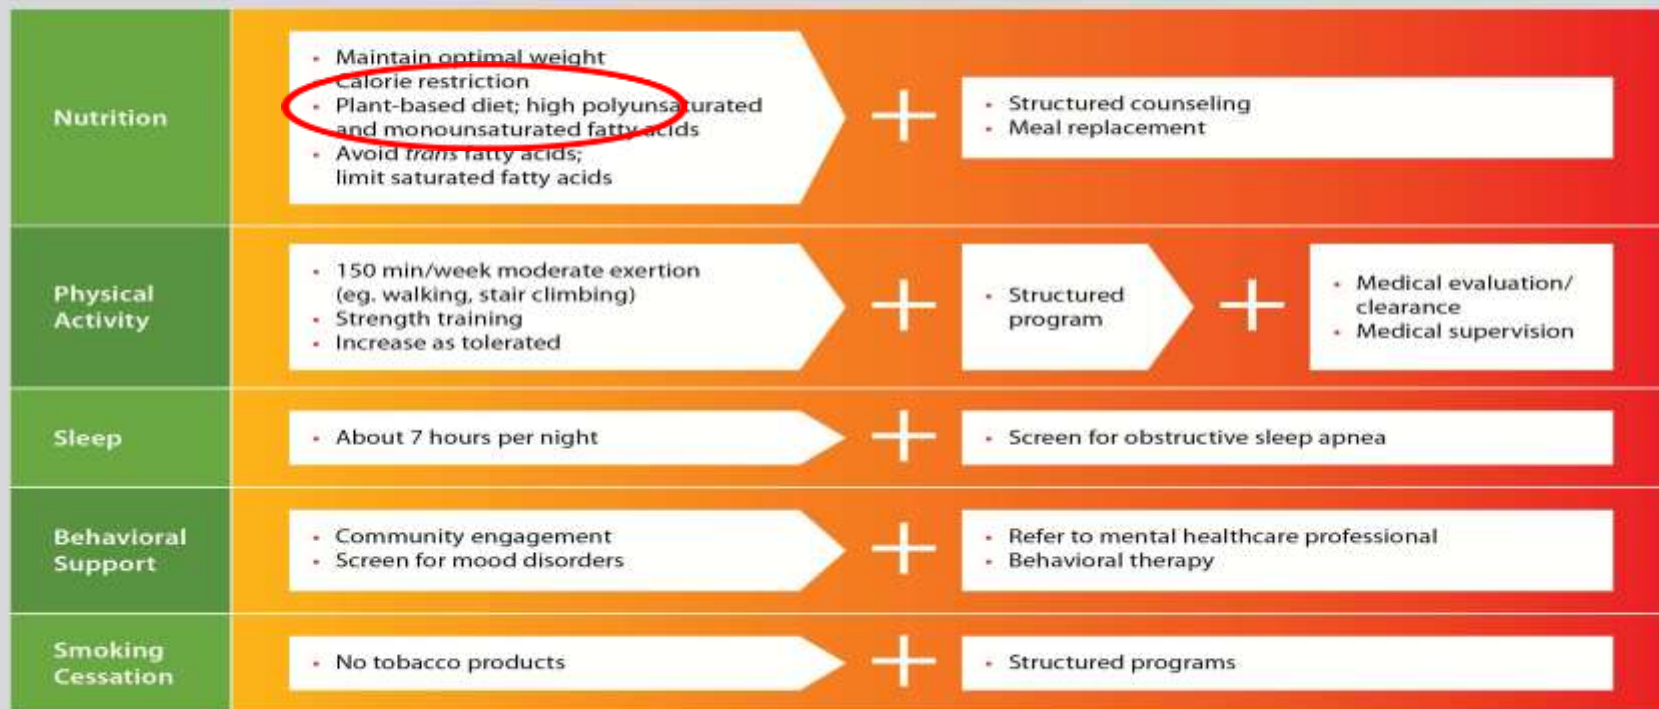 Nutrition
• Maintain optimal weight
• Calorie restriction
• Plant-based diet; high polyunsaturated
and monounsaturated fatty acids
• Avoid trans fatty acids;
limit saturated fatty acids
+
• Structured counseling
• Meal replacement
Physical
Activity
• 150 min/week moderate exertion
(eg. walking, stair climbing)
• Strength training
• Increase as tolerated
+
• Structured
program
+
• Medical evaluation/
clearance
• Medical supervision
Sleep
• About 7 hours per night
+
• Screen for obstructive sleep apnea
Behavioral
Support
• Community engagement
• Screen for mood disorders
+
• Refer to mental healthcare professional
• Behavioral therapy
Smoking
Cessation
• No tobacco products
+
• Structured programs